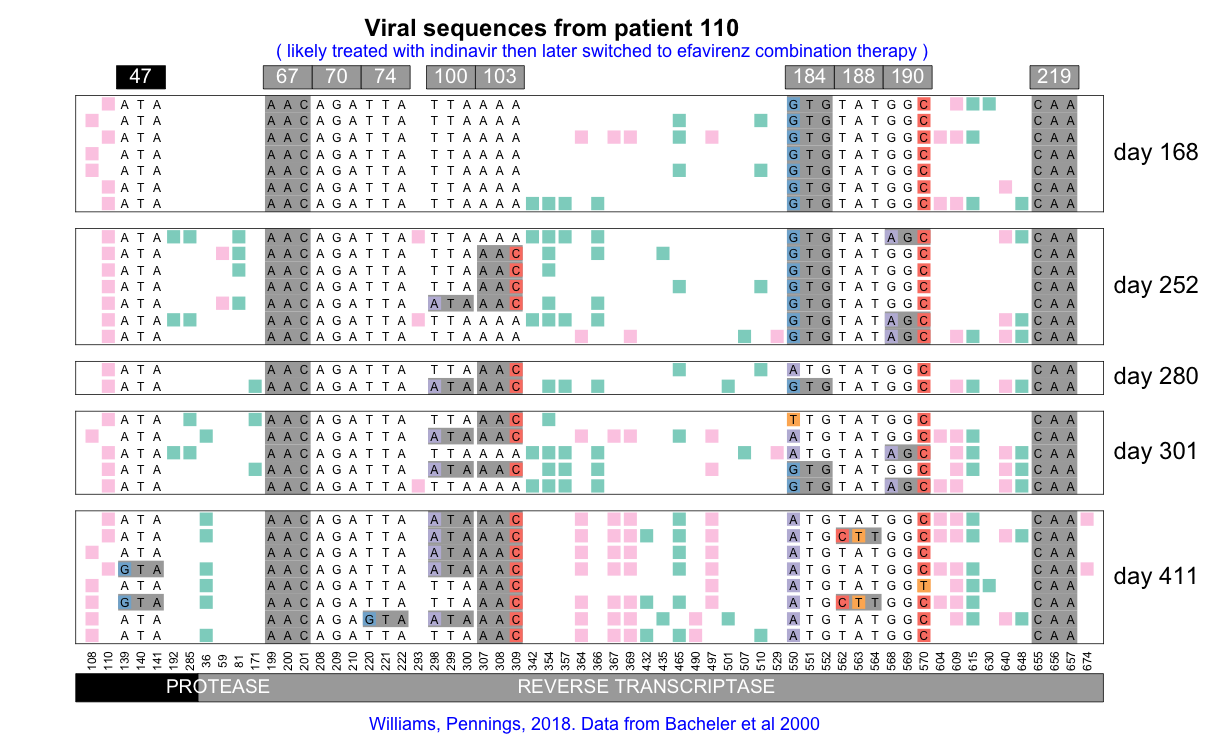 Viral sequences from patient 110
( likely treated with indinavir then later switched to efavirenz combination therapy )
47 67 70 74 100 103 184 188 190 219
A T A A A C A G A T T A T T A A A A G T G T A T G G C C A A
A T A A A C A G A T T A T T A A A A G T G T A T G G C C A A
A T A A A C A G A T T A T T A A A A G T G T A T G G C C A A
A T A A A C A G A T T A T T A A A A G T G T A T G G C C A A
day 168
A T A A A C A G A T T A T T A A A A G T G T A T G G C C A A
A T A A A C A G A T T A T T A A A A G T G T A T G G C C A A
A T A A A C A G A T T A T T A A A A G T G T A T G G C C A A
A T A A A C A G A T T A T T A A A A G T G T A T A G C C A A
A T A A A C A G A T T A T T A A A C G T G T A T G G C C A A
A T A A A C A G A T T A T T A A A C G T G T A T G G C C A A
A T A A A C A G A T T A T T A A A C G T G T A T G G C C A A
day 252
A T A A A C A G A T T A A T A A A C G T G T A T G G C C A A
A T A A A C A G A T T A T T A A A A G T G T A T A G C C A A
A T A A A C A G A T T A T T A A A A G T G T A T A G C C A A
A T A A A C A G A T T A T T A A A C A T G T A T G G C C A A
day 280
A T A A A C A G A T T A A T A A A C G T G T A T G G C C A A
A T A A A C A G A T T A T T A A A C T T G T A T G G C C A A
A T A A A C A G A T T A A T A A A C A T G T A T G G C C A A
A T A A A C A G A T T A T T A A A A A T G T A T A G C C A A
day 301
A T A A A C A G A T T A A T A A A C G T G T A T G G C C A A
A T A A A C A G A T T A T T A A A A G T G T A T A G C C A A
A T A A A C A G A T T A A T A A A C A T G T A T G G C C A A
A T A A A C A G A T T A A T A A A C A T G C T T G G C C A A
A T A A A C A G A T T A A T A A A C A T G T A T G G C C A A
G T A A A C A G A T T A A T A A A C A T G T A T G G C C A A
day 411
A T A A A C A G A T T A T T A A A C A T G T A T G G T C A A
G T A A A C A G A T T A T T A A A C A T G C T T G G C C A A
A T A A A C A G A G T A A T A A A C A T G T A T G G C C A A
A T A A A C A G A T T A T T A A A C A T G T A T G G C C A A
108 110 139 140 141 192 285 36 59 81 171 199 200 201 208 209 210 220 221 222 293 298 299 300 307 308 309 342 354 357 364 366 367 369 432 435 465 490 497 501 507 510 529 550 551 552 562 563 564 568 569 570 604 609 615 630 640 648 655 656 657 674
PROTEASE REVERSE TRANSCRIPTASE
Williams, Pennings, 2018. Data from Bacheler et al 2000